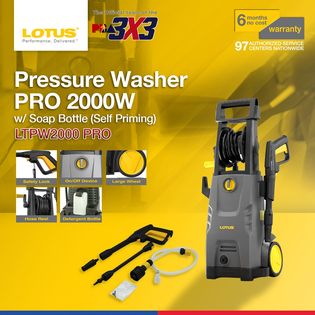 LOTUS
Performance. Delivered.
3X3
6 months
no cost
warranty
97 AUTHORIZED SERVICE
CENTERS NATIONWIDE
Pressure Washer
PRO 2000W
w/ Soap Bottle (Self Priming)
LTPW2000 PRO
Safety Lock
On/Off Device
Large Wheel
Hose Reel
Detergent Bottle
LOTUS